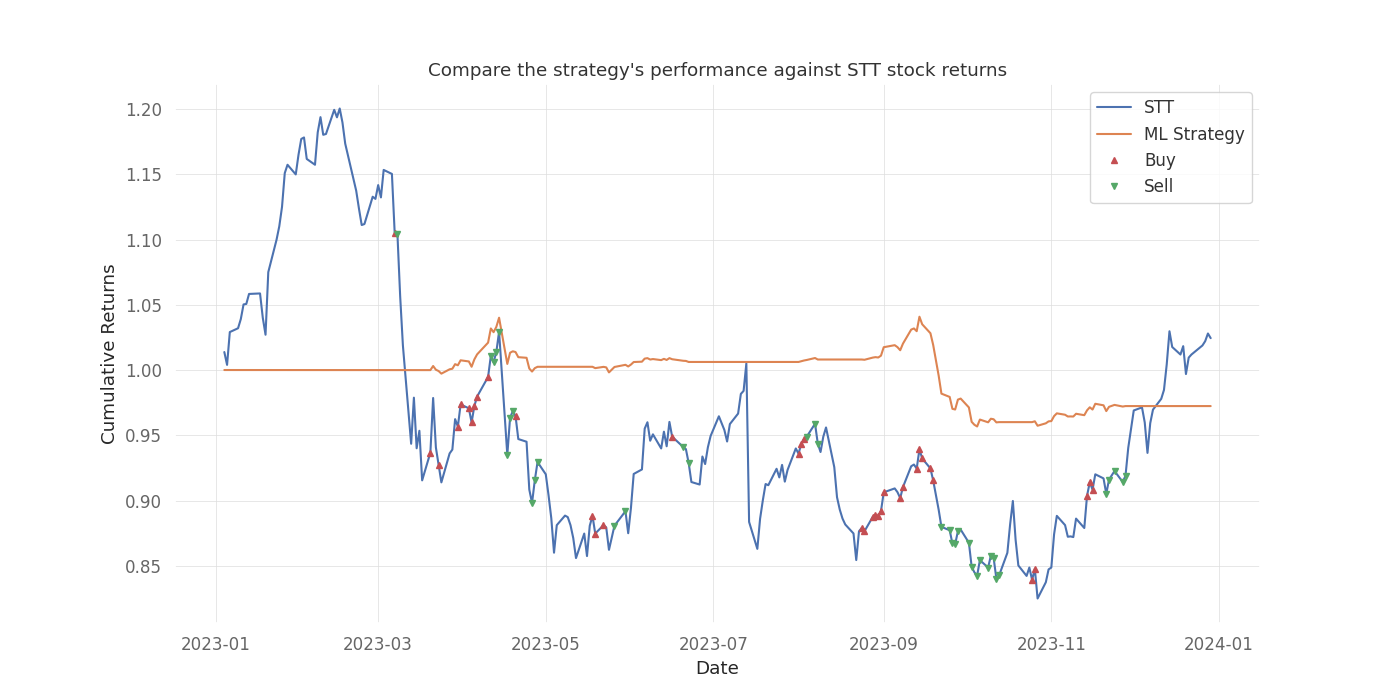 Compare the strategy's performance against STT stock returns
STT
ML Strategy
Buy
Sell
Cumulative Returns
1.20
1.15
1.10
1.05
1.00
0.95
0.90
0.85
2023-01
2023-03
2023-05
2023-07
2023-09
2023-11
2024-01
Date